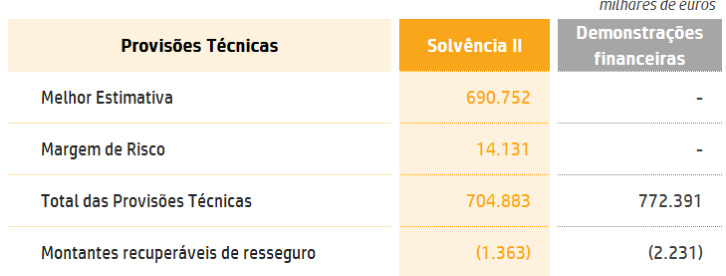 milhares de euros
Provisões Técnicas Solvência II Demonstrações financeiras
Melhor Estimativa 690.752 -
Margem de Risco 14.131 -
Total das Provisões Técnicas 704.883 772.391
Montantes recuperáveis de resseguro (1.363) (2.231)